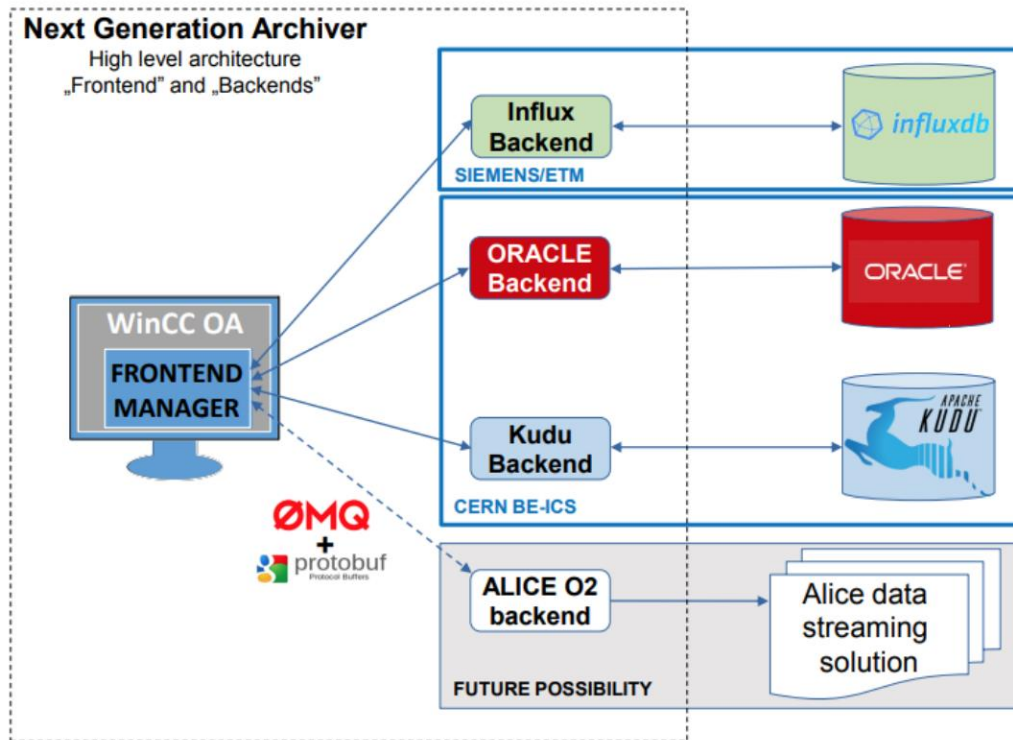 Next Generation Archiver
High level architecture
„Frontend” and „Backends”
Influx
Backend
influxdb
SIEMENS/ETM
ORACLE
Backend
ORACLE®
WinCC OA
FRONTEND
MANAGER
Kudu
Backend
APACHE
KUDU
CERN BE-ICS
ØMQ
+
protobuf
Protocol Buffers
ALICE O2
backend
Alice data
streaming
solution
FUTURE POSSIBILITY